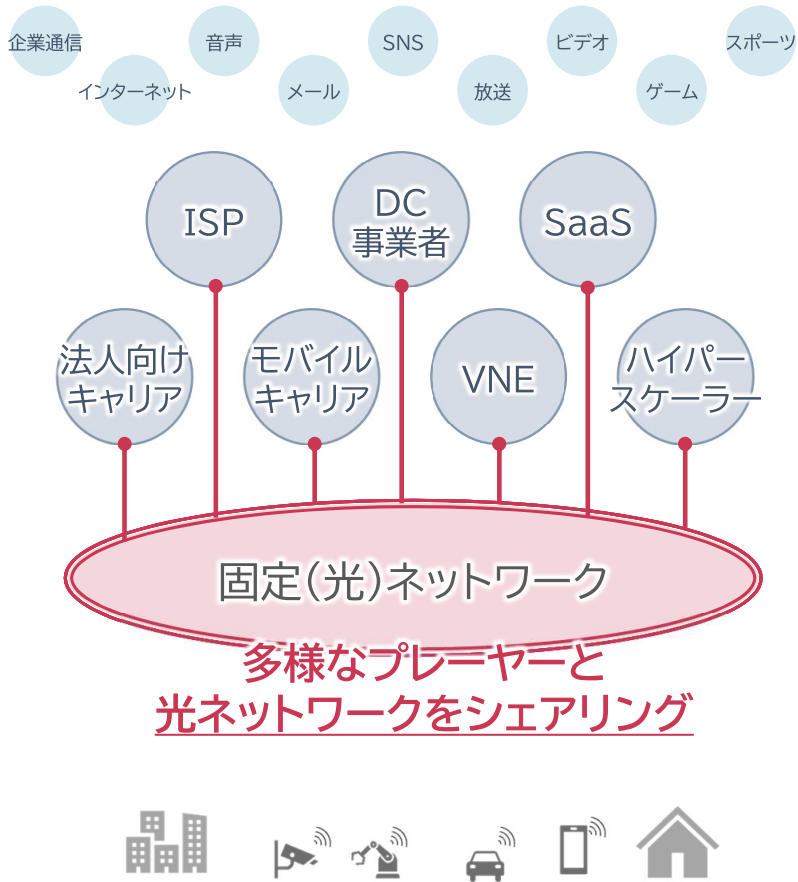 企業通信
音声
SNS
ビデオ
スポーツ
インターネット
メール
放送
ゲーム
ISP
DC
事業者
SaaS
法人向け
キャリア
モバイル
キャリア
VNE
ハイパー
スケーラー
固定(光)ネットワーク
多様なプレーヤーと
光ネットワークをシェアリング